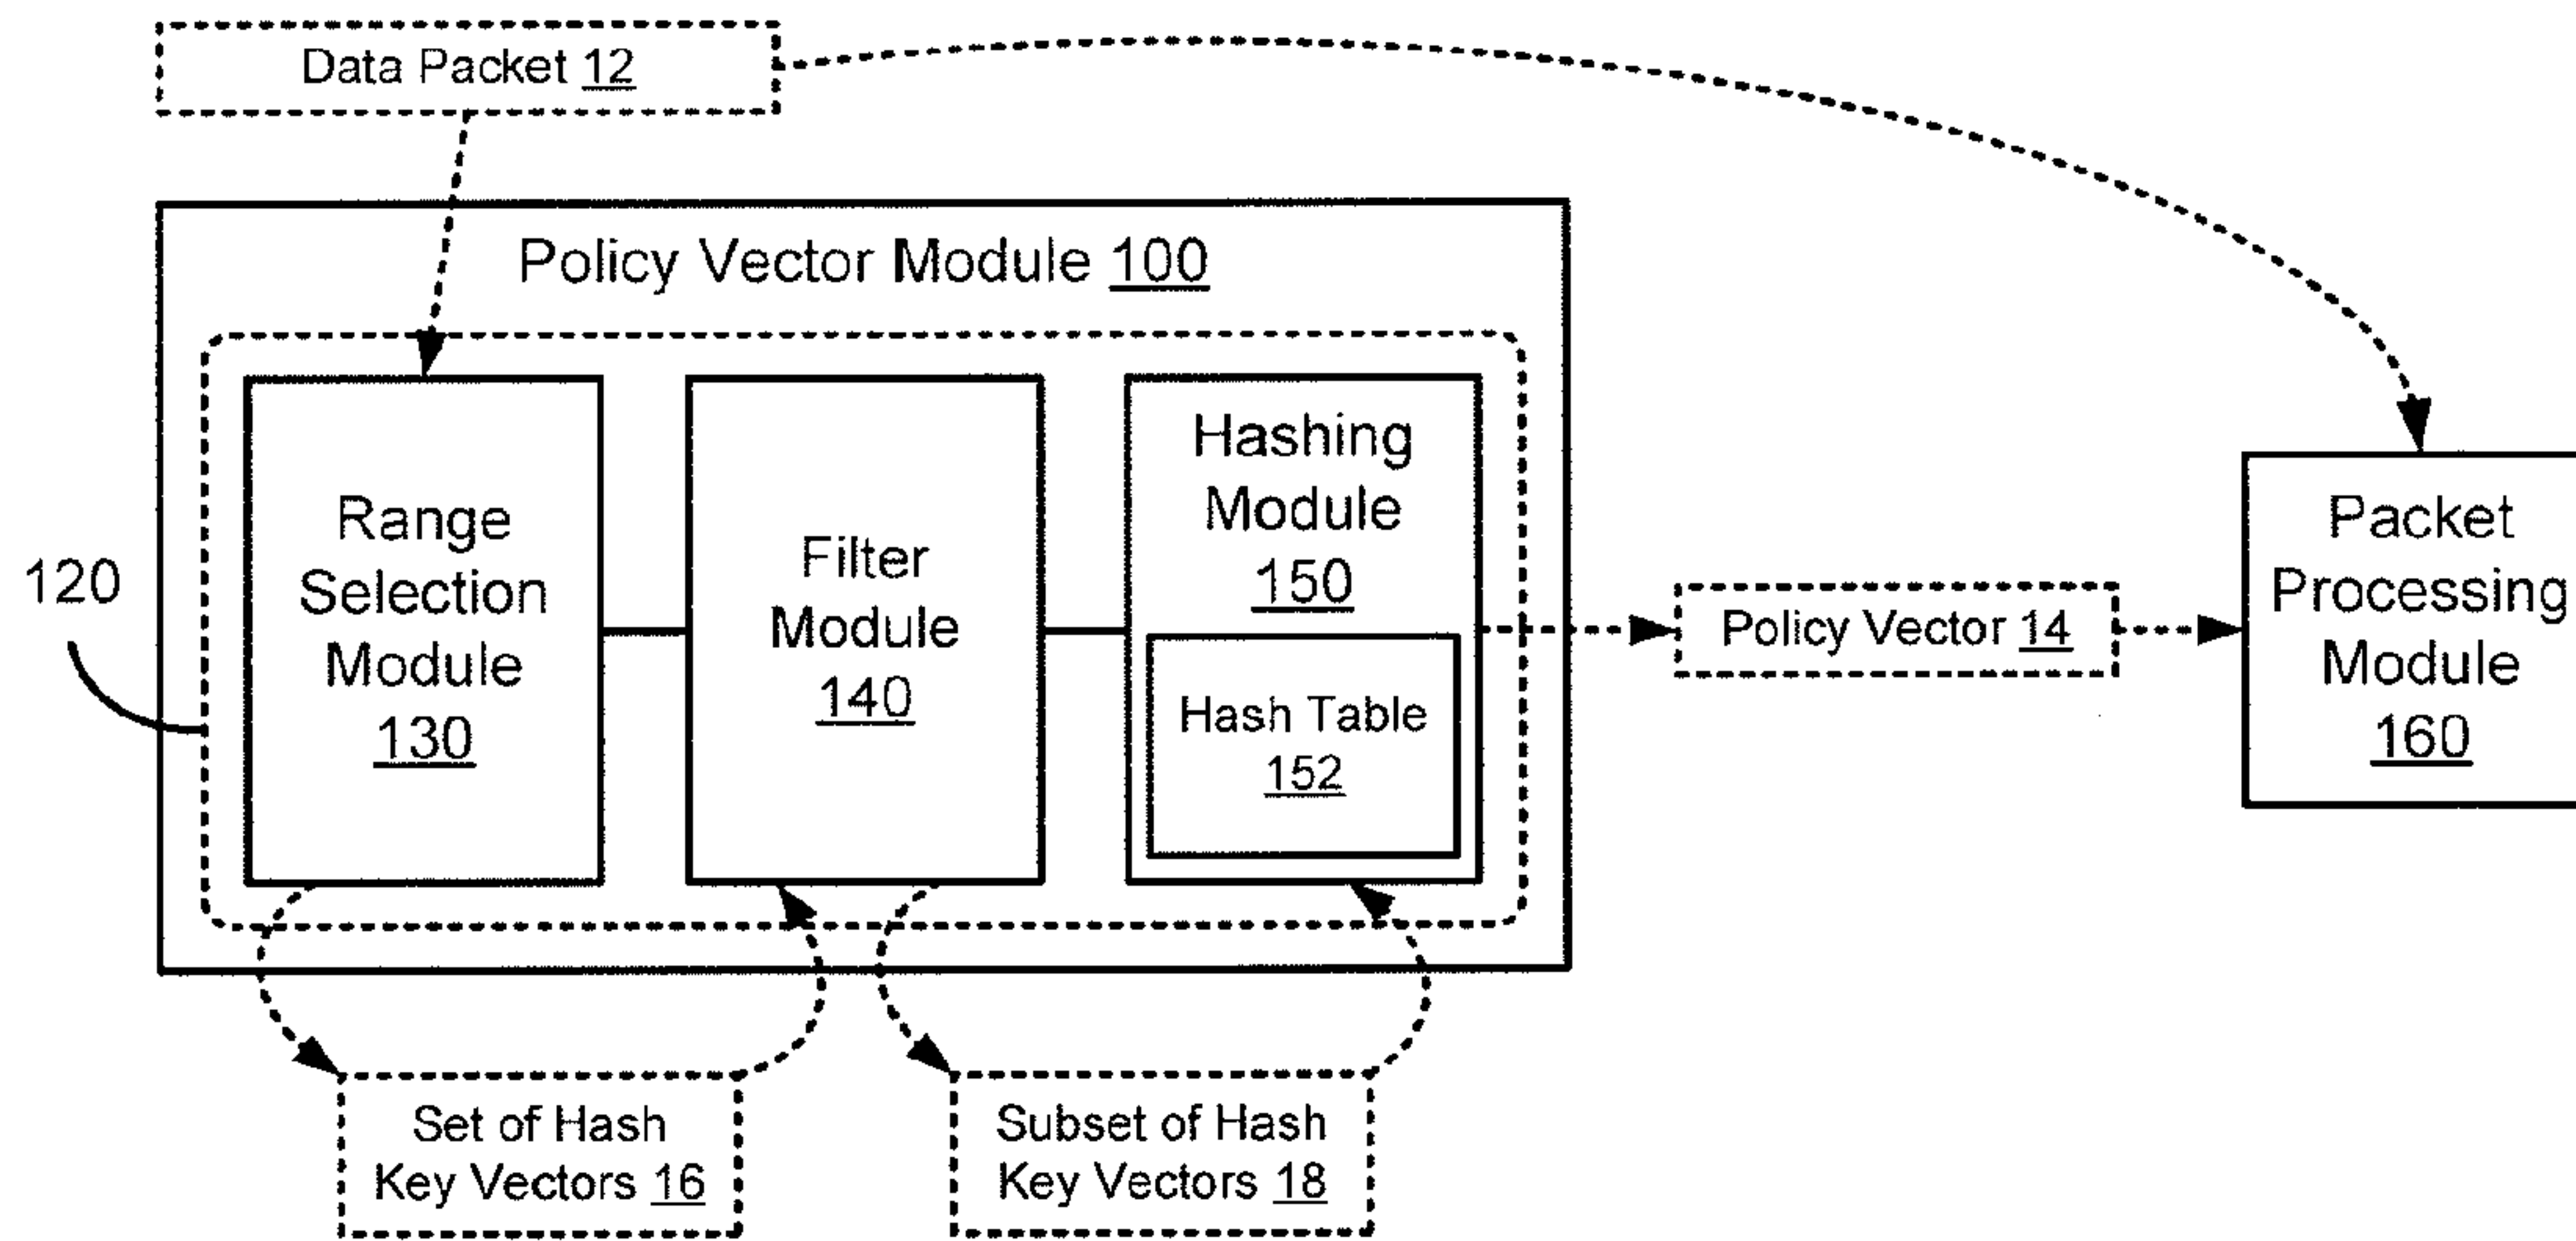 Data Packet 12
Policy Vector Module 100
120
Range
Selection
Module
130
Filter
Module
140
Hashing
Module
150
Hash Table
152
Policy Vector 14
Packet
Processing
Module
160
Set of Hash
Key Vectors 16
Subset of Hash
Key Vectors 18